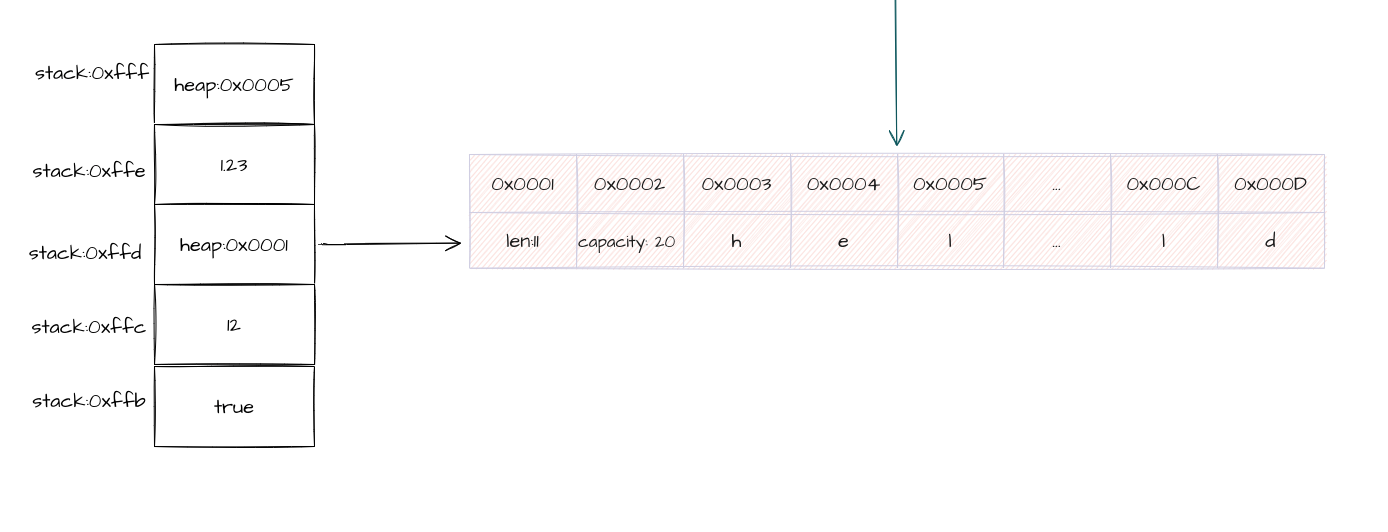 stack:0xfff
heap:0x0005
stack:0xffe
1.23
stack:0xffd
heap:0x0001
stack:0xffc
12
stack:0xffb
true
0x0001 0x0002 0x0003 0x0004 0x0005 ... 0x000C 0x000D
len:11 capacity: 20 h e l ... l d